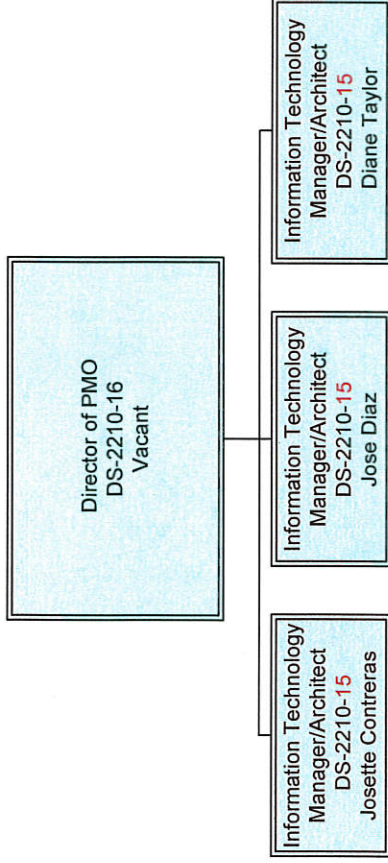 Director of PMO
DS-2210-16
Vacant
Information Technology
Manager/Architect
DS-2210-15
Josette Contreras
Information Technology
Manager/Architect
DS-2210-15
Jose Diaz
Information Technology
Manager/Architect
DS-2210-15
Diane Taylor